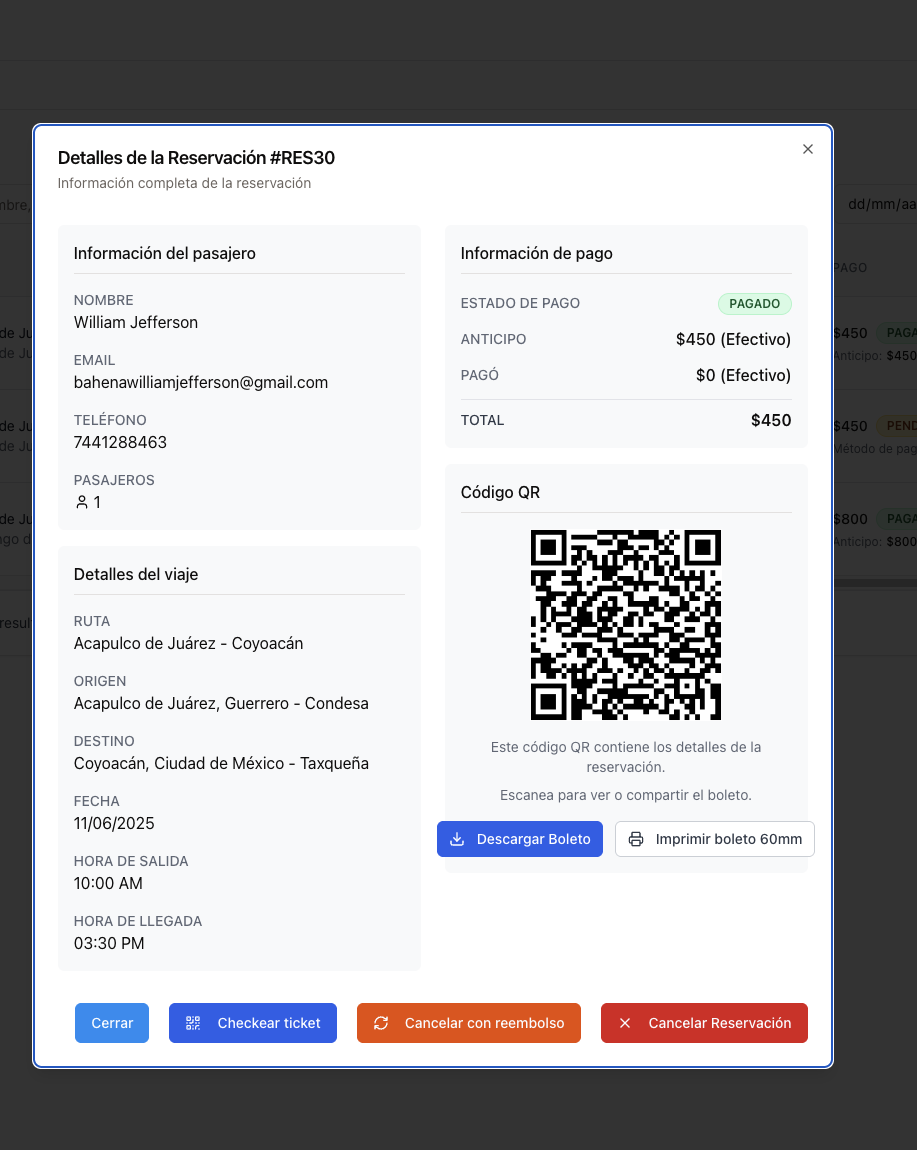 Detalles de la Reservación #RES30
Información completa de la reservación
mbre,
dd/mm/aa
Información del pasajero
NOMBRE
William Jefferson
EMAIL
bahenawilliamjefferson@gmail.com
TELÉFONO
7441288463
PASAJEROS
1
Detalles del viaje
RUTA
Acapulco de Juárez - Coyoacán
ORIGEN
Acapulco de Juárez, Guerrero - Condesa
DESTINO
Coyoacán, Ciudad de México - Taxqueña
FECHA
11/06/2025
HORA DE SALIDA
10:00 AM
HORA DE LLEGADA
03:30 PM
Información de pago
ESTADO DE PAGO PAGADO
ANTICIPO $450 (Efectivo)
PAGÓ $0 (Efectivo)
TOTAL $450
Código QR
Este código QR contiene los detalles de la
reservación.
Escanea para ver o compartir el boleto.
Descargar Boleto Imprimir boleto 60mm
Cerrar Checkear ticket Cancelar con reembolso Cancelar Reservación
PAGO
de Ju
de Ju
$450 PAGA
Anticipo: $450
de Ju
de Ju
$450 PEND
Método de pag
de Ju
ago d
$800 PAGA
Anticipo: $800
result